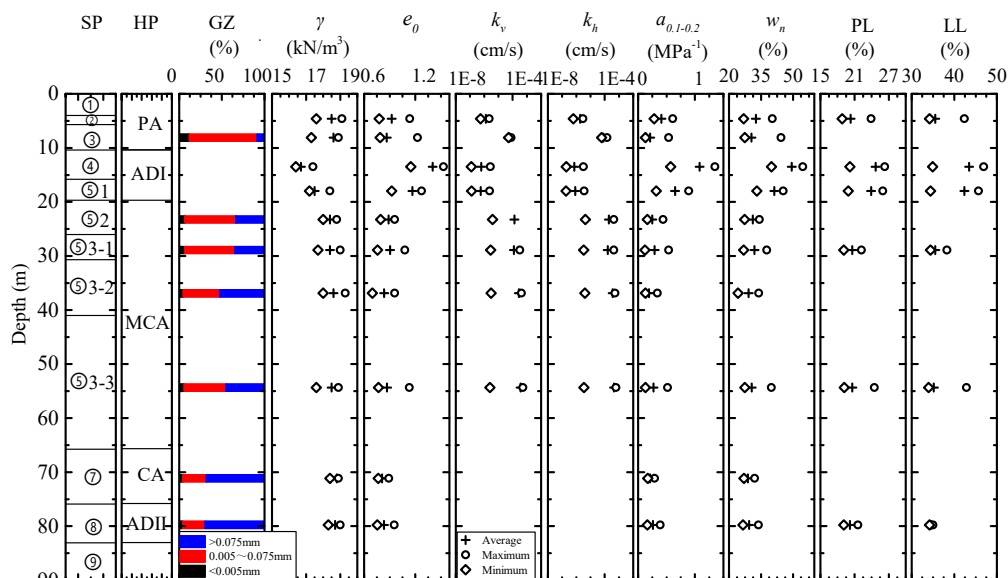 SP HP GZ γ e0 kv kh a0.1-0.2 wn PL LL
(%) (kN/m3) cm/s cm/s (MPa-1) (%) (%) (%)
0 50 100 15 17 19 0.6 1.2 1E-8 1E-4 1E-8 1E-4 0 1 20 35 50 15 21 27 30 40 50
0
① PA
②
③
10
④ ADI
⑤1
20
⑤2
⑤3-1
30
⑤3-2
Depth (m)
40
MCA
50
⑤3-3
60
70
⑦ CA
80
⑧ ADII
⑨
90
>0.075mm
0.005～0.075mm
<0.005mm
Average
Maximum
Minimum